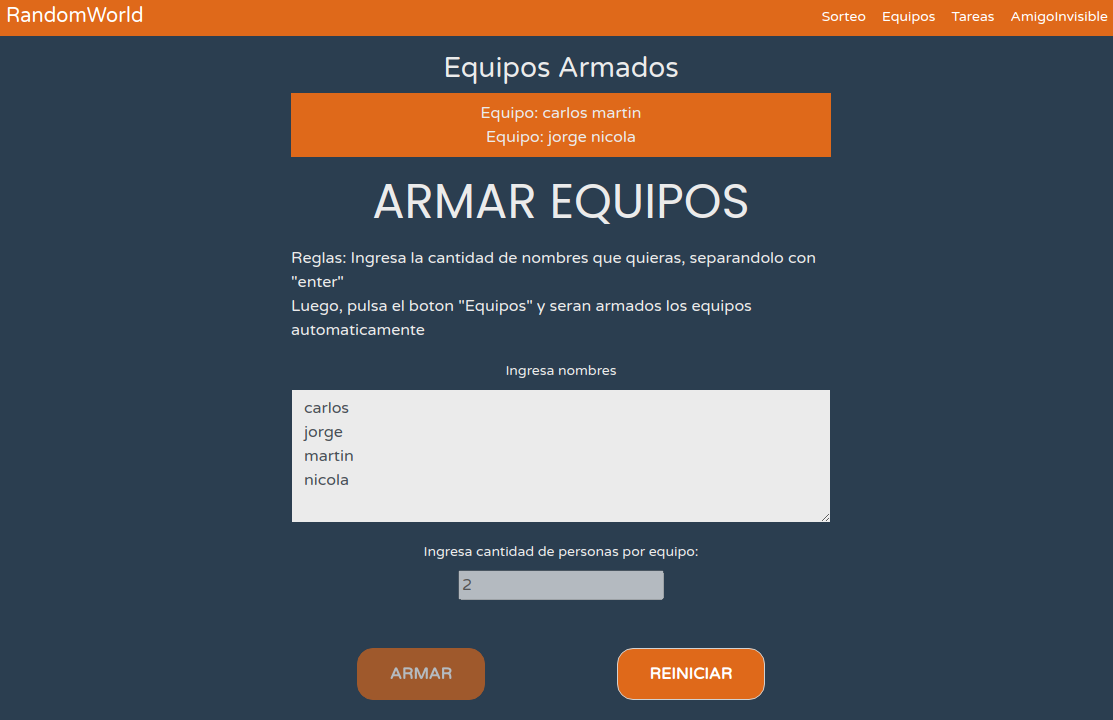 RandomWorld
Sorteo Equipos Tareas AmigoInvisible
Equipos Armados
Equipo: carlos martin
Equipo: jorge nicola
ARMAR EQUIPOS
Reglas: Ingresa la cantidad de nombres que quieras, separandolo con
"enter"
Luego, pulsa el boton "Equipos" y seran armados los equipos
automaticamente
Ingresa nombres
carlos
jorge
martin
nicola
Ingresa cantidad de personas por equipo:
2
ARMAR
REINICIAR